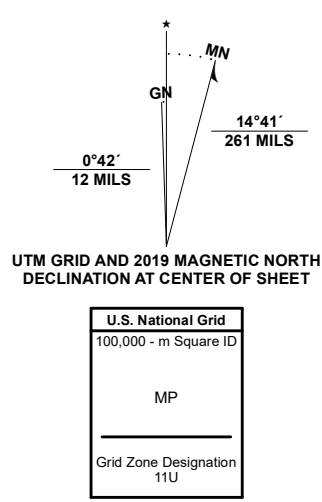 ★
MN
GN
14°41´
261 MILS
0°42´
12 MILS
UTM GRID AND 2019 MAGNETIC NORTH
DECLINATION AT CENTER OF SHEET
U.S. National Grid
100,000 - m Square ID
MP
Grid Zone Designation
11U